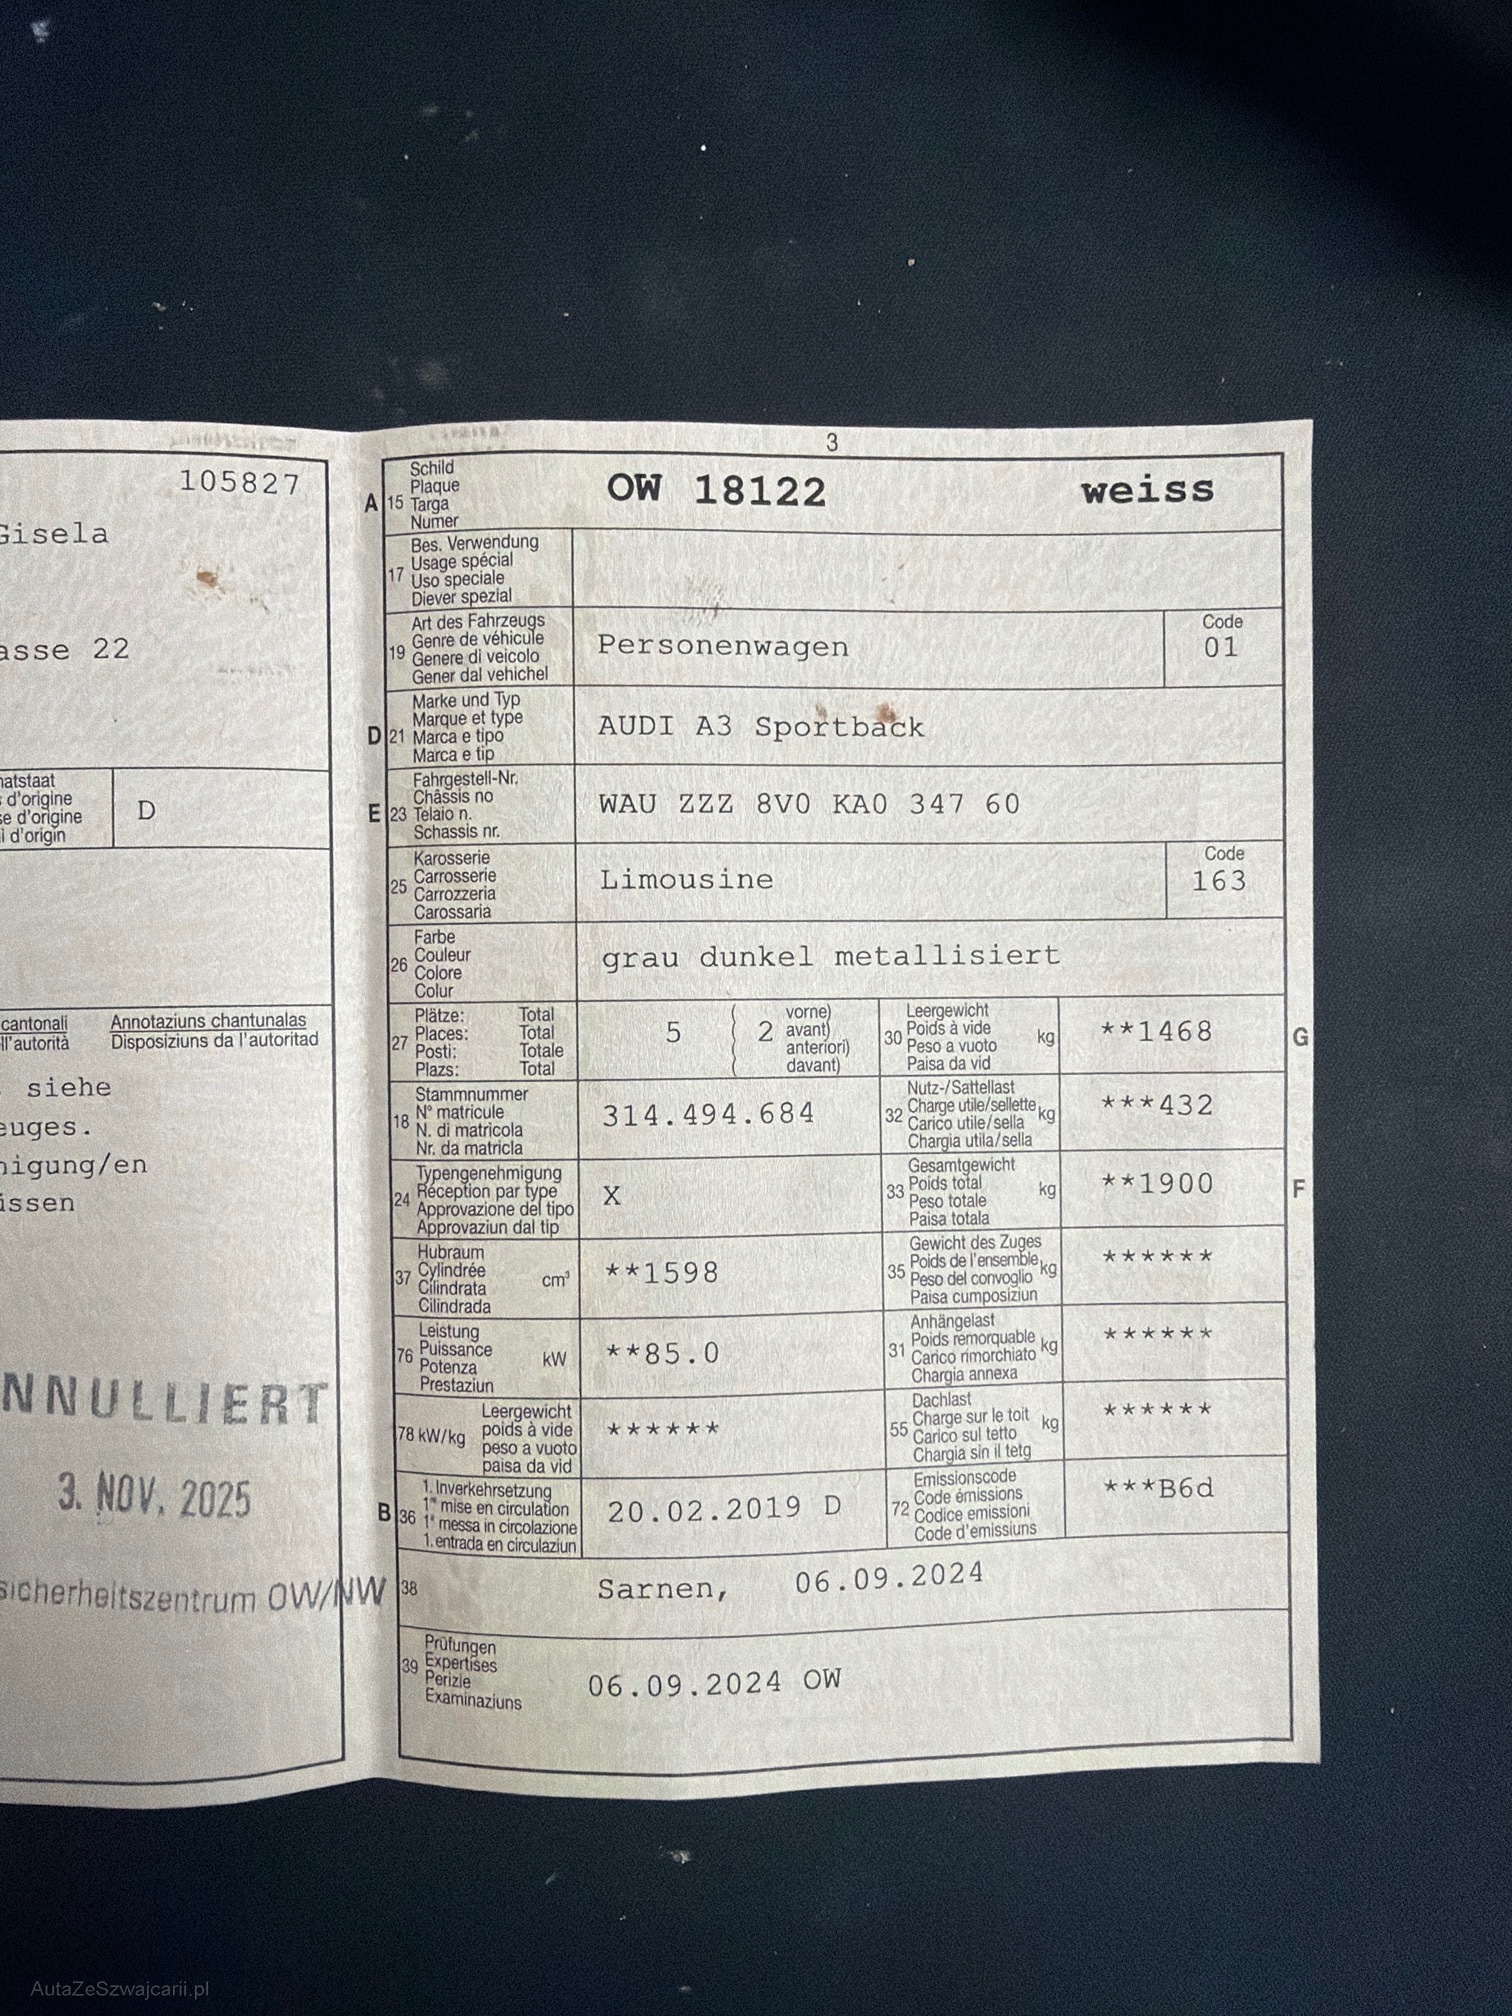 105827
Gisela
asse 22
natstaat
d'origine
se d'origine
d'origin
D
cantonali
ll'autorità
Annotaziuns chantunalas
Disposiziuns da l'autoritad
siehe
euges.
nigung/en
üssen
NNULLIERT
3. NOV. 2025
sicherheitszentrum OW/NW
3
A 15 Schild
Plaque
Targa
Numer
OW 18122 weiss
17 Bes. Verwendung
Usage spécial
Uso speciale
Diever spezial
19 Art des Fahrzeugs
Genre de véhicule
Genere di veicolo
Gener dal vehichel
Personenwagen
Code
01
D 21 Marke und Typ
Marque et type
Marca e tipo
Marca e tip
AUDI A3 Sportback
E 23 Fahrgestell-Nr.
Châssis no
Telaio n.
Schassis nr.
WAU ZZZ 8V0 KA0 347 60
25 Karosserie
Carrosserie
Carrozzeria
Carossaria
Limousine
Code
163
26 Farbe
Couleur
Colore
Colur
grau dunkel metallisiert
27 Plätze: Total
Places: Total
Posti: Totale
Plazs: Total
5 ( 2 vorne)
avant)
anteriori)
davant)
30 Leergewicht
Poids à vide
Peso a vuoto
Paisa da vid
kg
**1468
G
18 Stammnummer
N° matricule
N. di matricola
Nr. da matricla
314.494.684
32 Nutz-/Sattellast
Charge utile/sellette
Carico utile/sella
Chargia utila/sella
kg
***432
24 Typengenehmigung
Réception par type
Approvazione del tipo
Approvaziun dal tip
X
33 Gesamtgewicht
Poids total
Peso totale
Paisa totala
kg
**1900
F
37 Hubraum
Cylindrée
Cilindrata
Cilindrada
cm³
**1598
35 Gewicht des Zuges
Poids de l'ensemble
Peso del convoglio
Paisa cumposiziun
kg
******
76 Leistung
Puissance
Potenza
Prestaziun
kW
**85.0
31 Anhängelast
Poids remorquable
Carico rimorchiato
Chargia annexa
kg
******
78 kW/kg Leergewicht
poids à vide
peso a vuoto
paisa da vid
******
55 Dachlast
Charge sur le toit
Carico sul tetto
Chargia sin il tetg
kg
******
B 36 1. Inverkehrsetzung
1re mise en circulation
1a messa in circolazione
1. entrada en circulaziun
20.02.2019 D
72 Emissionscode
Code émissions
Codice emissioni
Code d'emissiuns
***B6d
38 Sarnen, 06.09.2024
39 Prüfungen
Expertises
Perizie
Examinaziuns
06.09.2024 OW
AutaZeSzwajcarii.pl